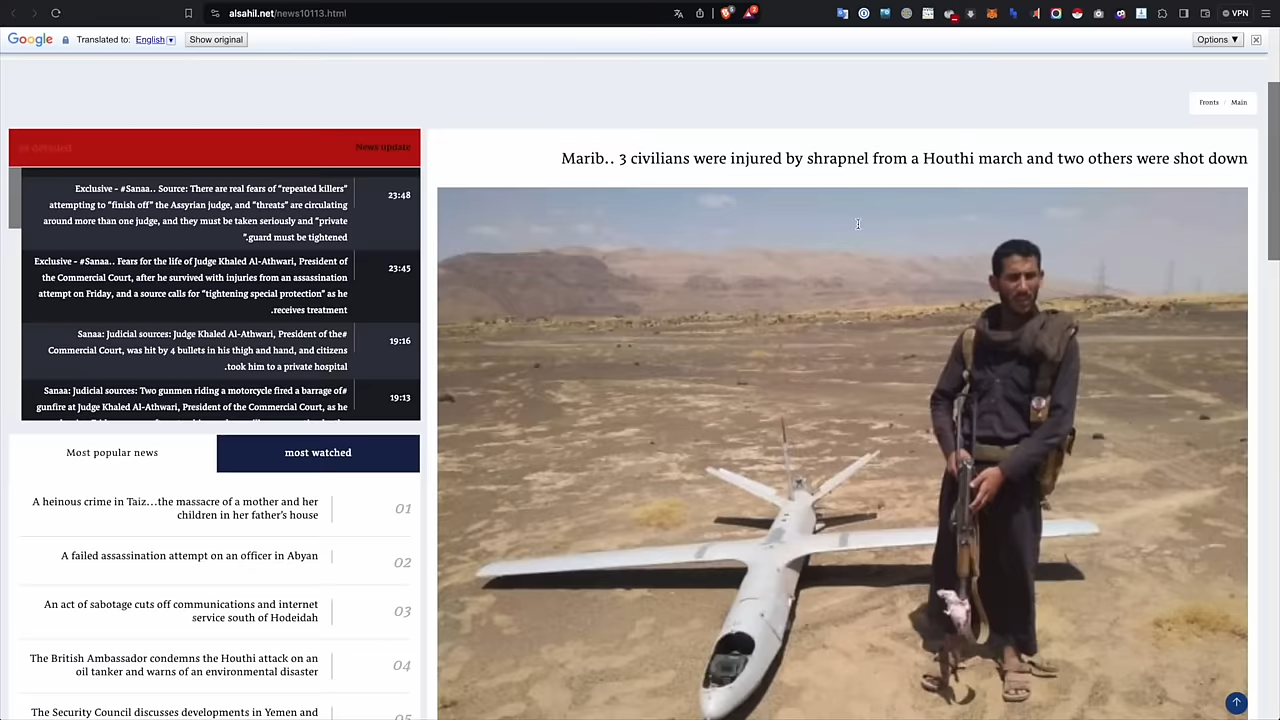 alsahil.net/news10113.html
VPN
Google
Translated to:
English
Show original
Options ▼
Fronts / Main
News update
Marib.. 3 civilians were injured by shrapnel from a Houthi march and two others were shot down
Exclusive - #Sanaa.. Source: There are real fears of "repeated killers"
attempting to "finish off" the Assyrian judge, and "threats" are circulating
around more than one judge, and they must be taken seriously and "private
".guard must be tightened
23:48
Exclusive - #Sanaa.. Fears for the life of Judge Khaled Al-Athwari, President of
the Commercial Court, after he survived with injuries from an assassination
attempt on Friday, and a source calls for "tightening special protection" as he
.receives treatment
23:45
Sanaa: Judicial sources: Judge Khaled Al-Athwari, President of the#
Commercial Court, was hit by 4 bullets in his thigh and hand, and citizens
.took him to a private hospital
19:16
Sanaa: Judicial sources: Two gunmen riding a motorcycle fired a barrage of#
gunfire at Judge Khaled Al-Athwari, President of the Commercial Court, as he
19:13
Most popular news
most watched
A heinous crime in Taiz...the massacre of a mother and her
children in her father's house
01
A failed assassination attempt on an officer in Abyan
02
An act of sabotage cuts off communications and internet
service south of Hodeidah
03
The British Ambassador condemns the Houthi attack on an
oil tanker and warns of an environmental disaster
04
The Security Council discusses developments in Yemen and